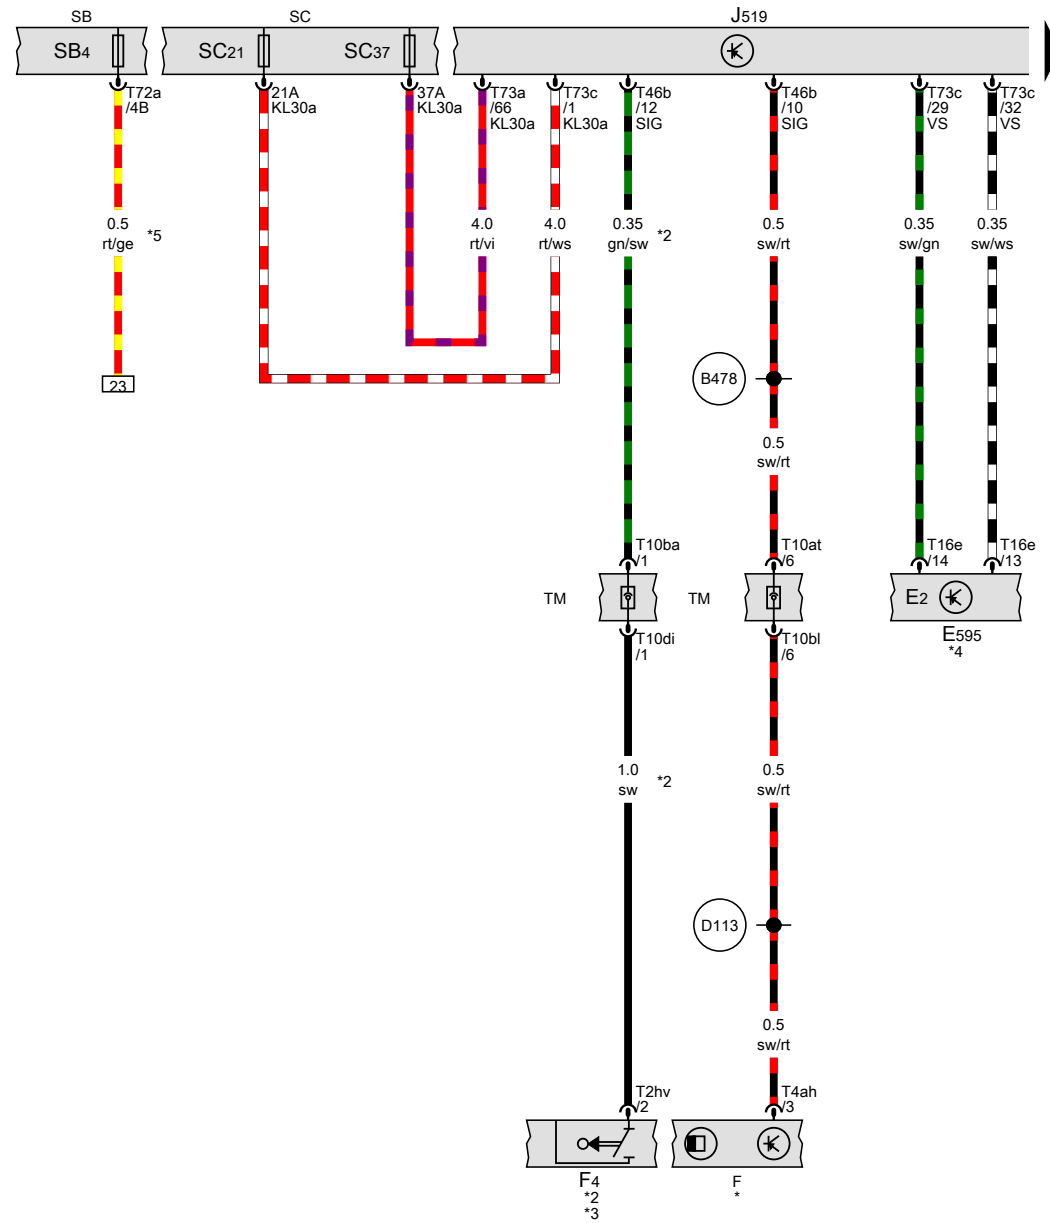 SB
SC
J519
SB4
SC21
SC37
T72a
/4B
21A
KL30a
37A
KL30a
T73a
/66
KL30a
T73c
/1
KL30a
T46b
/12
SIG
T46b
/10
SIG
T73c
/29
VS
T73c
/32
VS
0.5
rt/ge
*5
4.0
rt/vi
4.0
rt/ws
0.35
gn/sw
*2
0.5
sw/rt
0.35
sw/gn
0.35
sw/ws
23
B478
0.5
sw/rt
T10ba
/1
T10at
/6
T16e
/14
T16e
/13
TM
TM
E2
E595
*4
T10di
/1
T10bl
/6
1.0
sw
*2
0.5
sw/rt
D113
0.5
sw/rt
T2hv
/2
T4ah
/3
F4
*2
*3
F
*